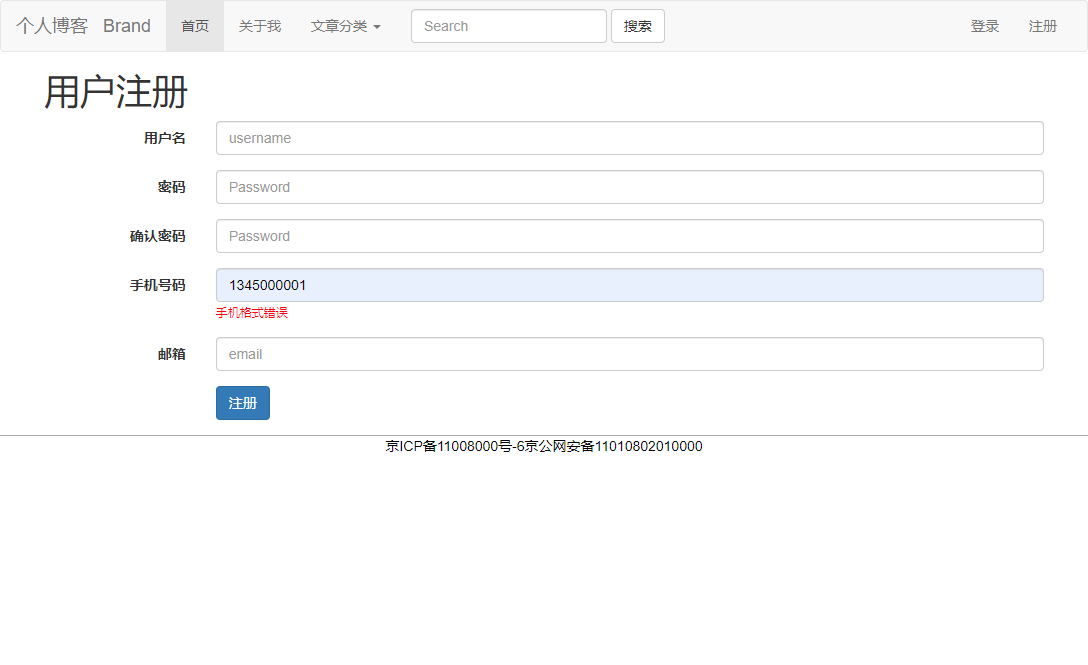 个人博客 Brand 首页 关于我 文章分类 Search 搜索 登录 注册
用户注册
用户名 username
密码 Password
确认密码 Password
手机号码 1345000001
手机格式错误
邮箱 email
注册
京ICP备11008000号-6京公网安备11010802010000